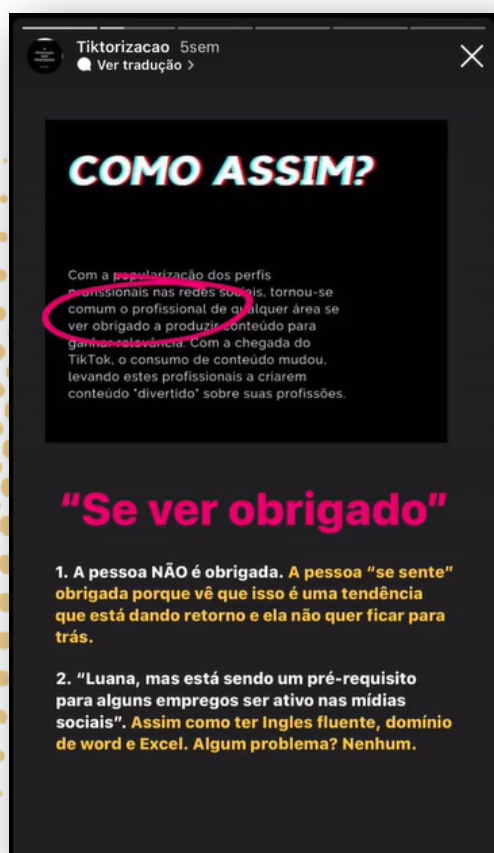 Tiktorizacao 5sem
Ver tradução >
COMO ASSIM?
Com a popularização dos perfis
profissionais nas redes sociais, tornou-se
comum o profissional de qualquer área se
ver obrigado a produzir conteúdo para
ganhar relevância. Com a chegada do
TikTok, o consumo de conteúdo mudou,
levando estes profissionais a criarem
conteúdo "divertido" sobre suas profissões.
“Se ver obrigado”
1. A pessoa NÃO é obrigada. A pessoa “se sente”
obrigada porque vê que isso é uma tendência
que está dando retorno e ela não quer ficar para
trás.
2. “Luana, mas está sendo um pré-requisito
para alguns empregos ser ativo nas mídias
sociais”. Assim como ter Ingles fluente, domínio
de word e Excel. Algum problema? Nenhum.